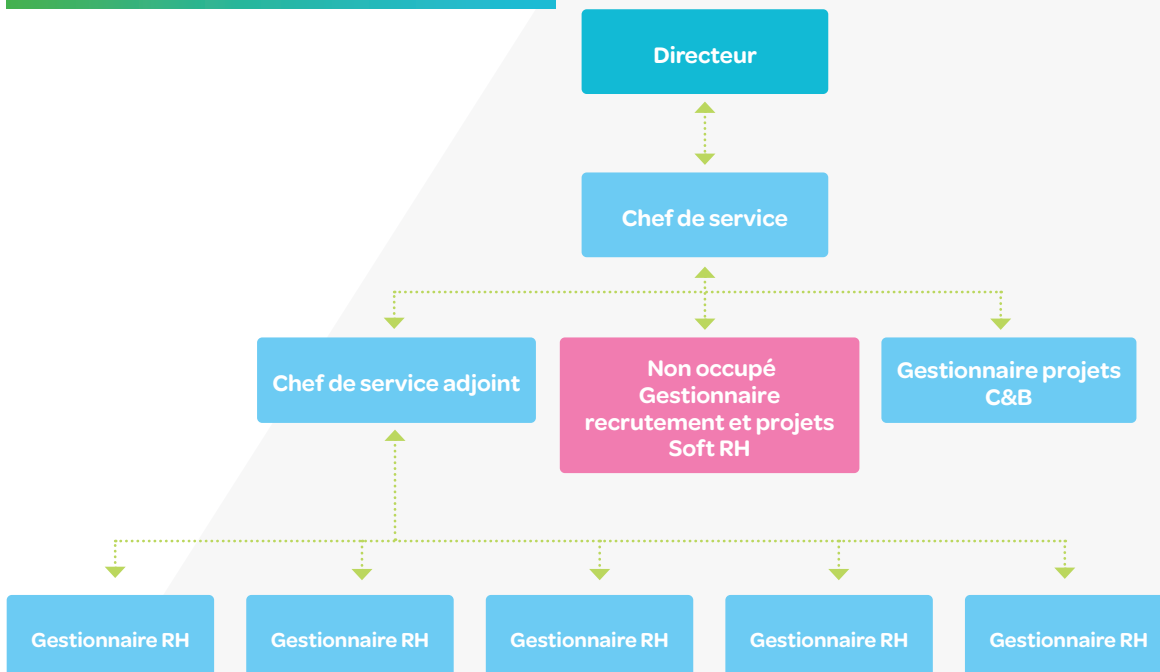 Directeur
Chef de service
Chef de service adjoint
Non occupé
Gestionnaire
recrutement et projets
Soft RH
Gestionnaire projets
C&B
Gestionnaire RH
Gestionnaire RH
Gestionnaire RH
Gestionnaire RH
Gestionnaire RH